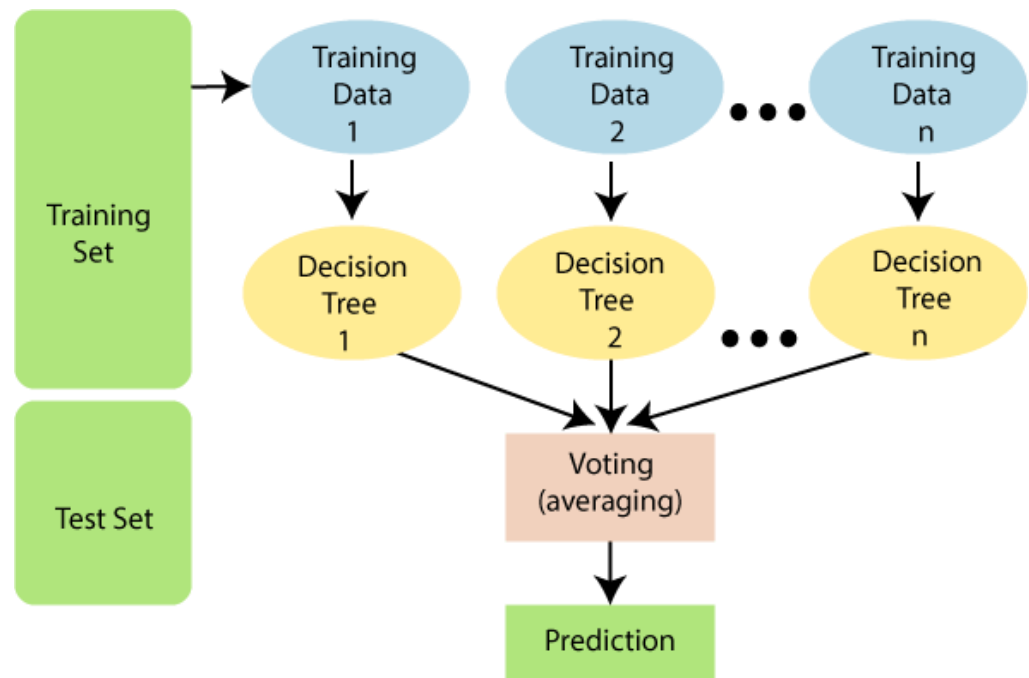 Training
Data
1
Training
Data
2
Training
Data
n
Training
Set
Decision
Tree
1
Decision
Tree
2
Decision
Tree
n
Test Set
Voting
(averaging)
Prediction